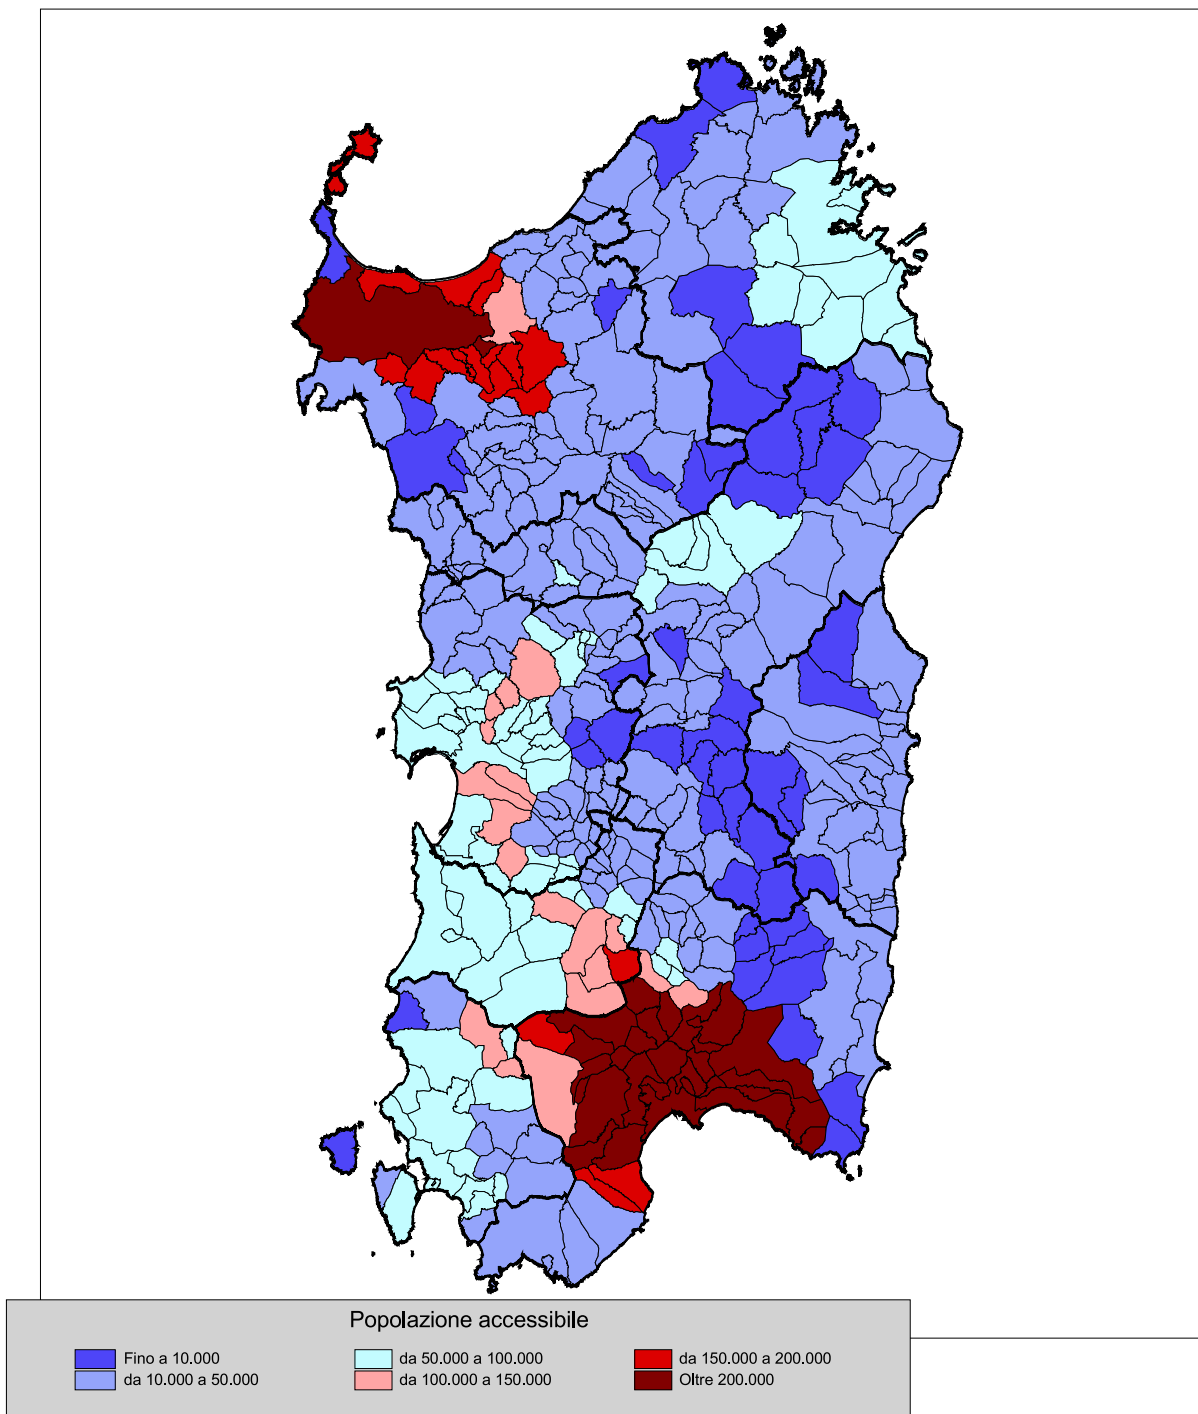 Popolazione accessibile
Fino a 10.000
da 50.000 a 100.000
da 150.000 a 200.000
da 10.000 a 50.000
da 100.000 a 150.000
Oltre 200.000